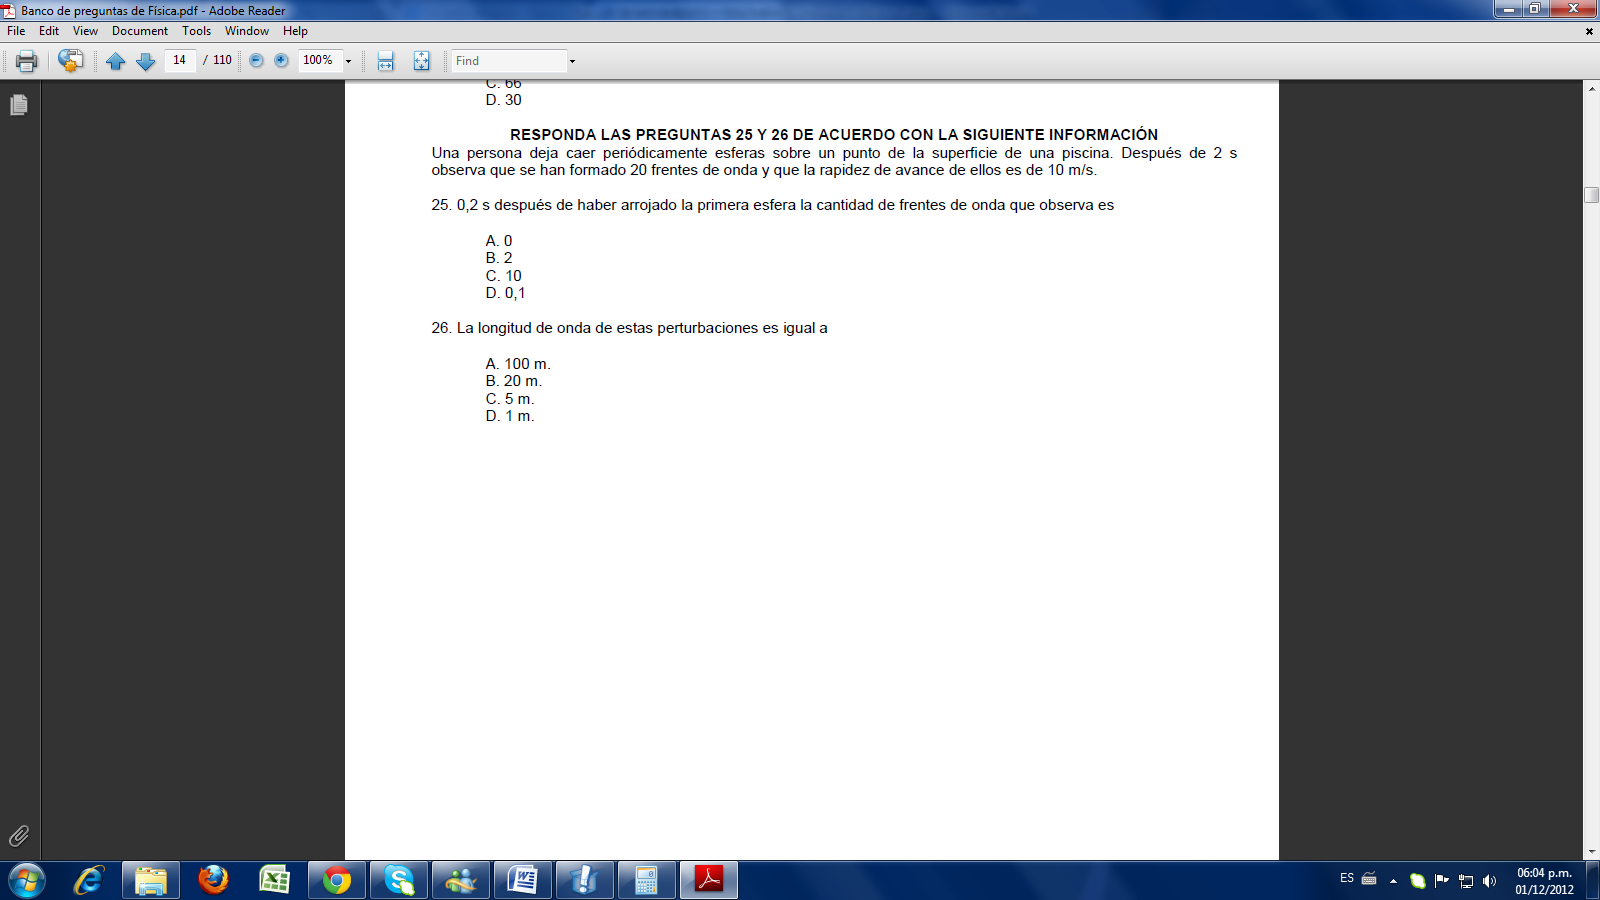 Banco de preguntas de Física.pdf - Adobe Reader
File Edit View Document Tools Window Help
14 / 110 100% Find
C. 66
D. 30
RESPONDA LAS PREGUNTAS 25 Y 26 DE ACUERDO CON LA SIGUIENTE INFORMACIÓN
Una persona deja caer periódicamente esferas sobre un punto de la superficie de una piscina. Después de 2 s
observa que se han formado 20 frentes de onda y que la rapidez de avance de ellos es de 10 m/s.
25. 0,2 s después de haber arrojado la primera esfera la cantidad de frentes de onda que observa es
A. 0
B. 2
C. 10
D. 0,1
26. La longitud de onda de estas perturbaciones es igual a
A. 100 m.
B. 20 m.
C. 5 m.
D. 1 m.
ES
06:04 p.m.
01/12/2012